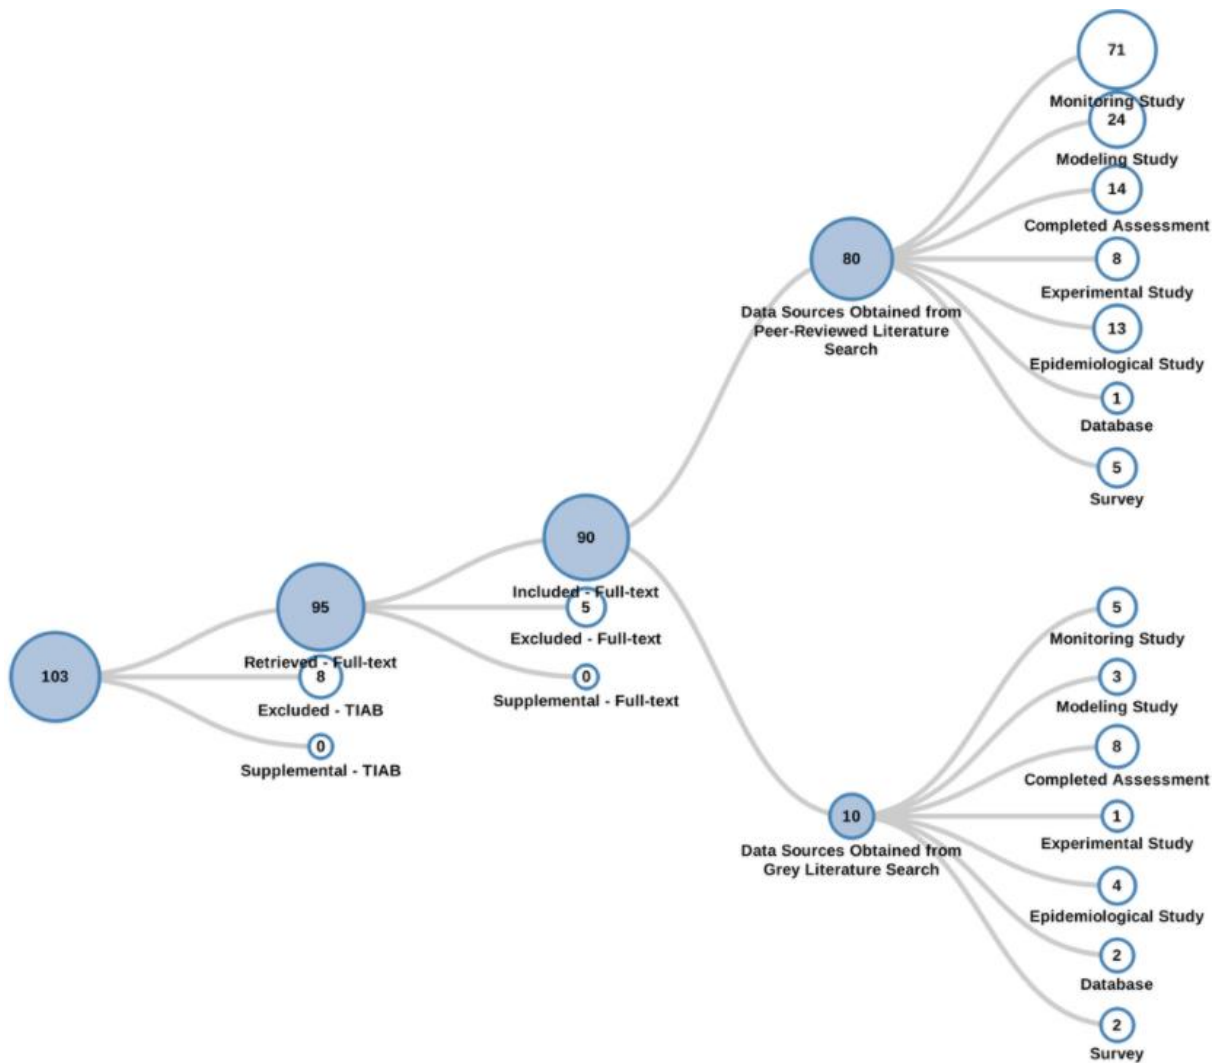 103
95
Retrieved - Full-text
8
Excluded - TIAB
0
Supplemental - TIAB
90
Included - Full-text
5
Excluded - Full-text
0
Supplemental - Full-text
80
Data Sources Obtained from
Peer-Reviewed Literature
Search
71
Monitoring Study
24
Modeling Study
14
Completed Assessment
8
Experimental Study
13
Epidemiological Study
1
Database
5
Survey
10
Data Sources Obtained from
Grey Literature Search
5
Monitoring Study
3
Modeling Study
8
Completed Assessment
1
Experimental Study
4
Epidemiological Study
2
Database
2
Survey